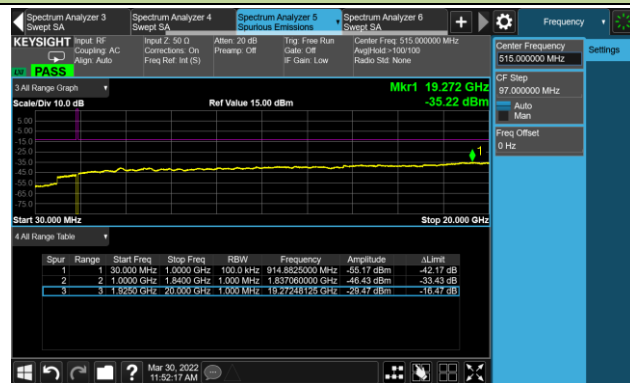 Spectrum Analyzer 3
Swept SA
Spectrum Analyzer 4
Swept SA
Spectrum Analyzer 5
Spurious Emissions
Spectrum Analyzer 6
Swept SA
Frequency
KEYSIGHT
Input: RF
Coupling: AC
Align: Auto
Input Z: 50 Ω
Corrections: On
Freq Ref: Int (S)
Atten: 20 dB
Preamp: Off
Trig: Free Run
Gate: Off
IF Gain: Low
Center Freq: 515.000000 MHz
Avg|Hold:>100/100
Radio Std: None
PASS
Center Frequency
515.000000 MHz
Settings
CF Step
97.000000 MHz
Auto
Man
Freq Offset
0 Hz
3 All Range Graph
Mkr1 19.272 GHz
Scale/Div 10.0 dB
Ref Value 15.00 dBm
-35.22 dBm
5.00
-5.00
-15.0
-25.0
-35.0
-45.0
-55.0
-65.0
-75.0
1
Start 30.000 MHz
Stop 20.000 GHz
4 All Range Table
Spur Range Start Freq Stop Freq RBW Frequency Amplitude ΔLimit
1 1 30.000 MHz 1.0000 GHz 100.0 kHz 914.8825000 MHz -55.17 dBm -42.17 dB
2 2 1.0000 GHz 1.8400 GHz 1.000 MHz 1.837060000 GHz -46.43 dBm -33.43 dB
3 3 1.9250 GHz 20.000 GHz 1.000 MHz 19.27248125 GHz -29.47 dBm -16.47 dB
Mar 30, 2022
11:52:17 AM